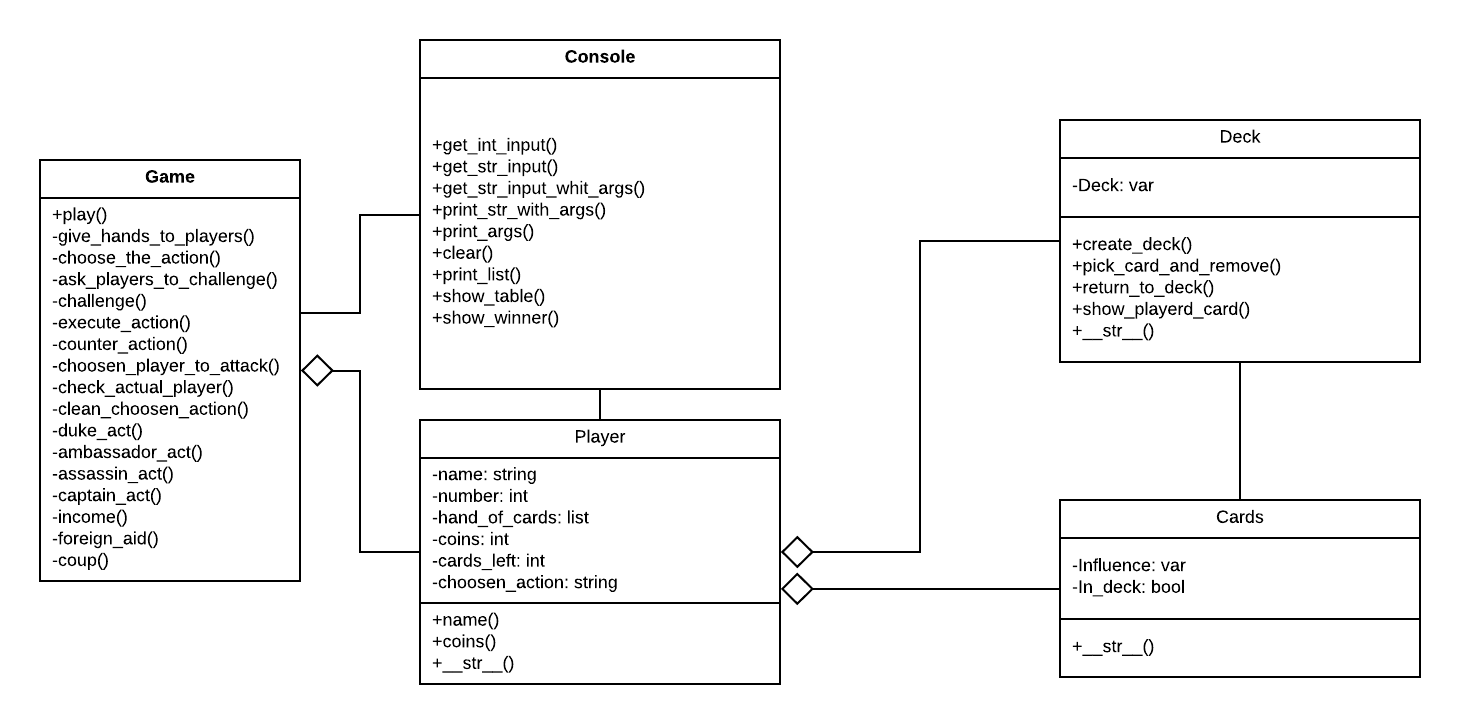 Console
+get_int_input()
+get_str_input()
+get_str_input_whit_args()
+print_str_with_args()
+print_args()
+clear()
+print_list()
+show_table()
+show_winner()
Game
+play()
-give_hands_to_players()
-choose_the_action()
-ask_players_to_challenge()
-challenge()
-execute_action()
-counter_action()
-choosen_player_to_attack()
-check_actual_player()
-clean_choosen_action()
-duke_act()
-ambassador_act()
-assassin_act()
-captain_act()
-income()
-foreign_aid()
-coup()
Player
-name: string
-number: int
-hand_of_cards: list
-coins: int
-cards_left: int
-choosen_action: string
+name()
+coins()
+__str__()
Deck
-Deck: var
+create_deck()
+pick_card_and_remove()
+return_to_deck()
+show_playerd_card()
+__str__()
Cards
-Influence: var
-In_deck: bool
+__str__()